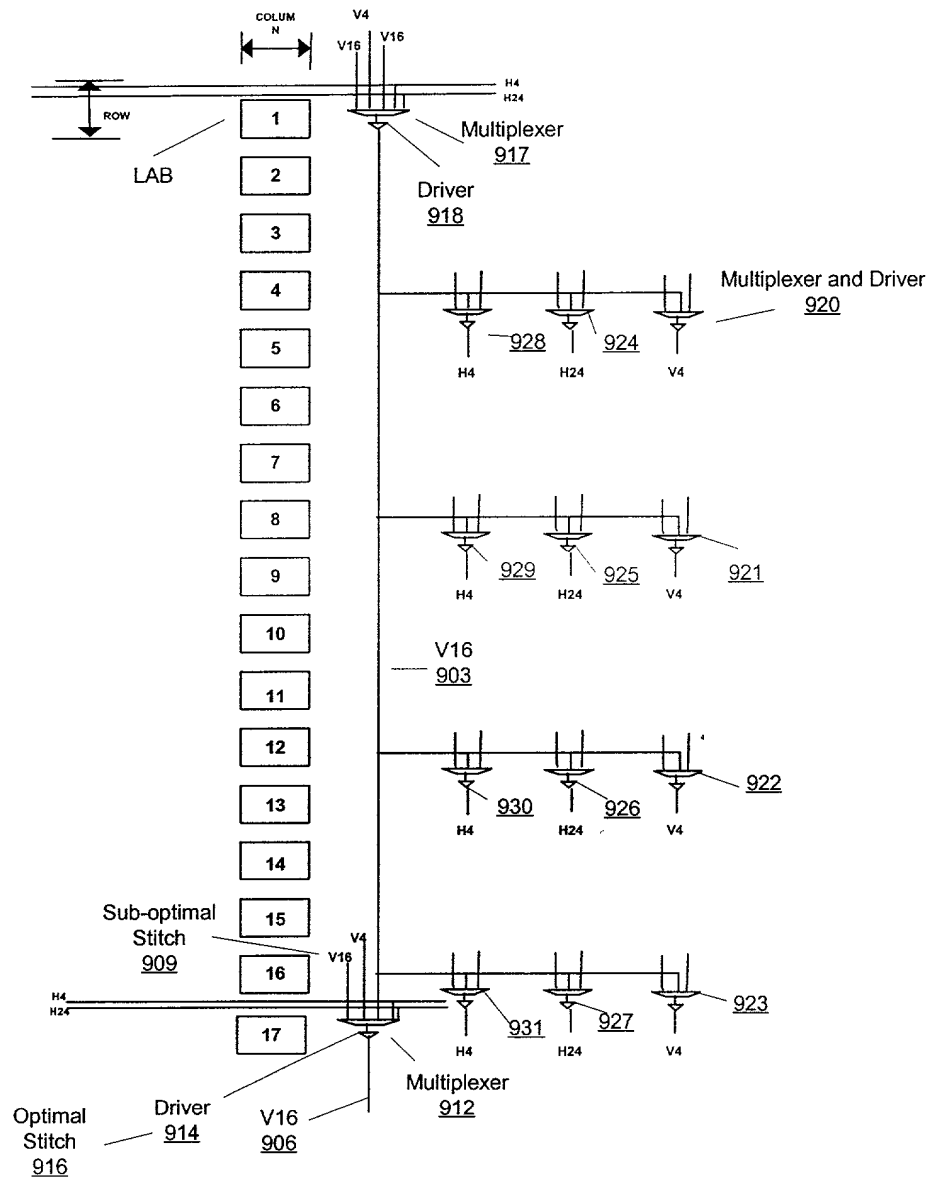 COLUM
N
V4
V16
V16
H4
H24
ROW
1
LAB
Multiplexer
917
2
Driver
918
3
4
Multiplexer and Driver
920
928
924
5
H4
H24
V4
6
7
8
929
925
921
9
H4
H24
V4
10
V16
903
11
12
922
930
926
13
H4
H24
V4
14
15
Sub-optimal
Stitch
909
V4
V16
16
H4
H24
923
931
927
17
H4
H24
V4
Multiplexer
912
Driver
914
V16
906
Optimal
Stitch
916